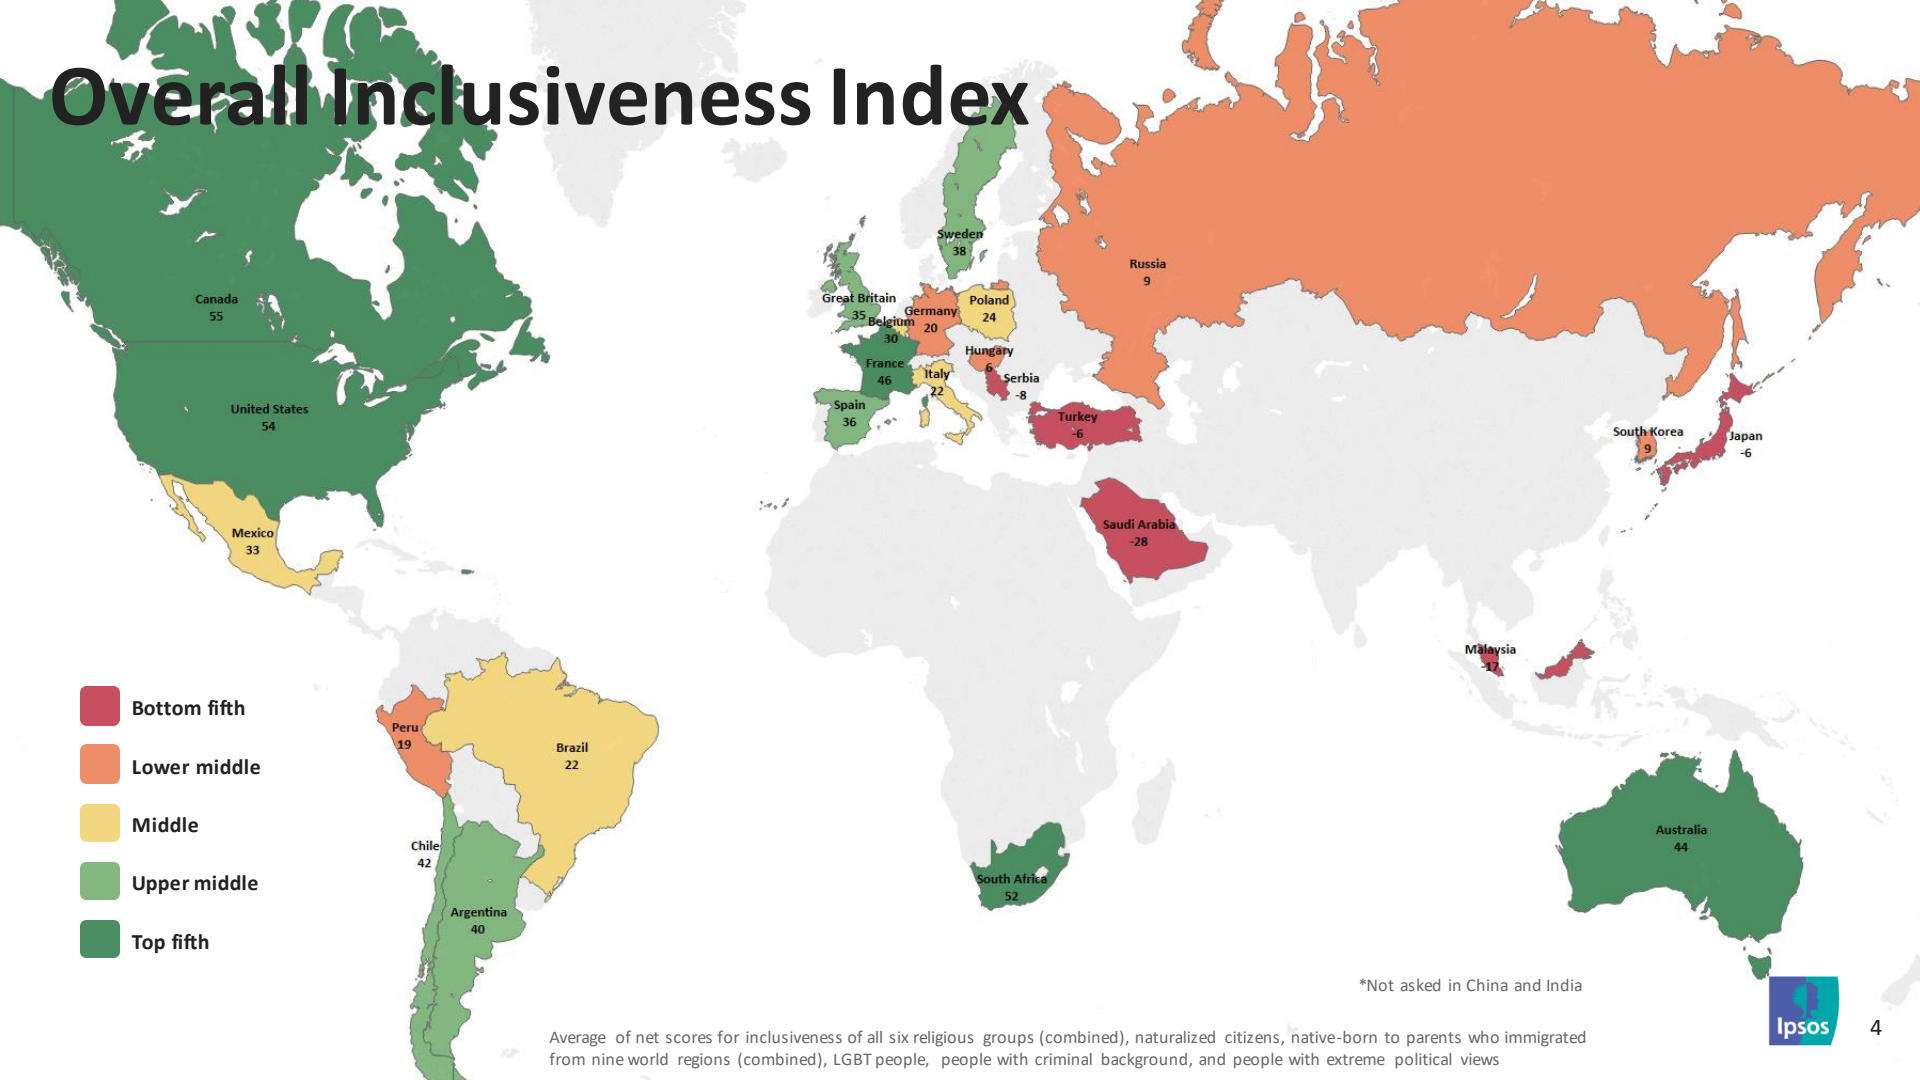 Overall Inclusiveness Index
Canada
55
United States
54
Mexico
33
Peru
19
Brazil
22
Chile
42
Argentina
40
Sweden
38
Great Britain
35
Belgium
30
Germany
20
Poland
24
France
46
Italy
22
Hungary
6
Serbia
-8
Spain
36
Turkey
-6
Russia
9
Saudi Arabia
-28
South Africa
52
South Korea
9
Japan
-6
Malaysia
-17
Australia
44
Bottom fifth
Lower middle
Middle
Upper middle
Top fifth
*Not asked in China and India
Average of net scores for inclusiveness of all six religious groups (combined), naturalized citizens, native-born to parents who immigrated
from nine world regions (combined), LGBT people, people with criminal background, and people with extreme political views
Ipsos
4